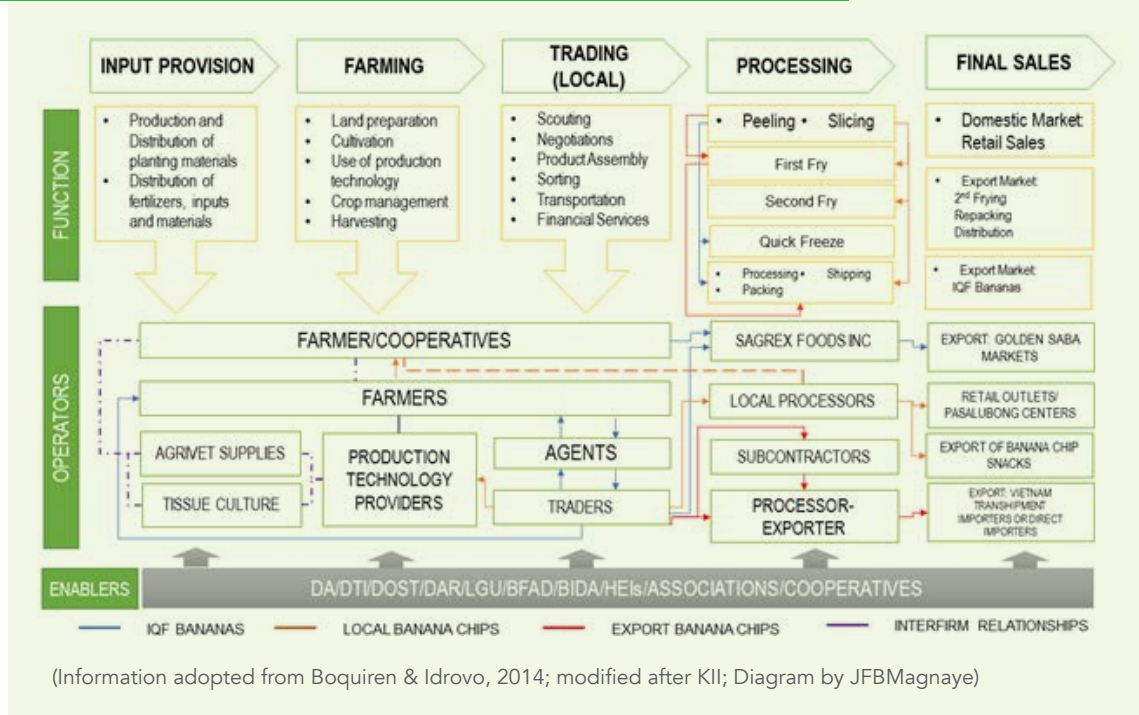 INPUT PROVISION
FARMING
TRADING
(LOCAL)
PROCESSING
FINAL SALES
FUNCTION
• Production and
Distribution of
planting materials
• Distribution of
fertilizers, inputs
and materials
• Land preparation
• Cultivation
• Use of production
technology
• Crop management
• Harvesting
• Scouting
• Negotiations
• Product Assembly
• Sorting
• Transportation
• Financial Services
• Peeling • Slicing
First Fry
Second Fry
Quick Freeze
• Processing • Shipping
• Packing
• Domestic Market:
Retail Sales
• Export Market:
2nd Frying
Repacking
Distribution
• Export Market:
IQF Bananas
OPERATORS
FARMER/COOPERATIVES
FARMERS
AGRIVET SUPPLIES
TISSUE CULTURE
PRODUCTION
TECHNOLOGY
PROVIDERS
AGENTS
TRADERS
SAGREX FOODS INC
LOCAL PROCESSORS
SUBCONTRACTORS
PROCESSOR-
EXPORTER
EXPORT: GOLDEN SABA
MARKETS
RETAIL OUTLETS/
PASALUBONG CENTERS
EXPORT OF BANANA CHIP
SNACKS
EXPORT: VIETNAM
TRANSHIPMENT
IMPORTERS OR DIRECT
IMPORTERS
ENABLERS
DA/DTI/DOST/DAR/LGU/BFAD/BIDA/HEIs/ASSOCIATIONS/COOPERATIVES
IQF BANANAS
LOCAL BANANA CHIPS
EXPORT BANANA CHIPS
INTERFIRM RELATIONSHIPS
(Information adopted from Boquiren & Idrovo, 2014; modified after KII; Diagram by JFBMagnaye)